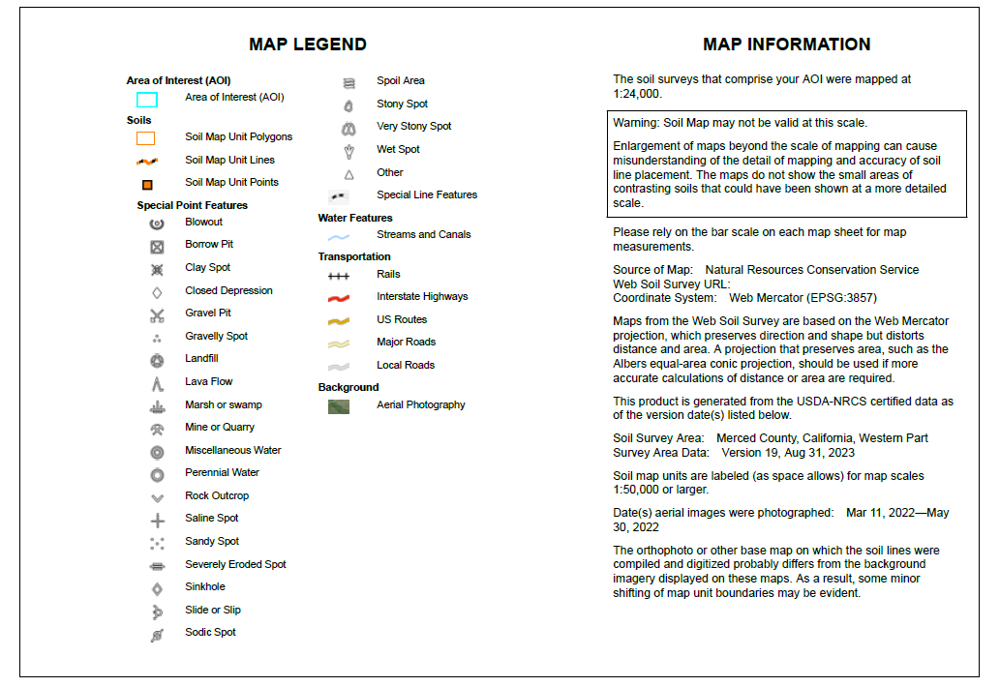 MAP LEGEND
Area of Interest (AOI)
Area of Interest (AOI)
Soils
Soil Map Unit Polygons
Soil Map Unit Lines
Soil Map Unit Points
Special Point Features
Blowout
Borrow Pit
Clay Spot
Closed Depression
Gravel Pit
Gravelly Spot
Landfill
Lava Flow
Marsh or swamp
Mine or Quarry
Miscellaneous Water
Perennial Water
Rock Outcrop
Saline Spot
Sandy Spot
Severely Eroded Spot
Sinkhole
Slide or Slip
Sodic Spot
Spoil Area
Stony Spot
Very Stony Spot
Wet Spot
Other
Special Line Features
Water Features
Streams and Canals
Transportation
Rails
Interstate Highways
US Routes
Major Roads
Local Roads
Background
Aerial Photography
MAP INFORMATION
The soil surveys that comprise your AOI were mapped at
1:24,000.
Warning: Soil Map may not be valid at this scale.
Enlargement of maps beyond the scale of mapping can cause
misunderstanding of the detail of mapping and accuracy of soil
line placement. The maps do not show the small areas of
contrasting soils that could have been shown at a more detailed
scale.
Please rely on the bar scale on each map sheet for map
measurements.
Source of Map: Natural Resources Conservation Service
Web Soil Survey URL:
Coordinate System: Web Mercator (EPSG:3857)
Maps from the Web Soil Survey are based on the Web Mercator
projection, which preserves direction and shape but distorts
distance and area. A projection that preserves area, such as the
Albers equal-area conic projection, should be used if more
accurate calculations of distance or area are required.
This product is generated from the USDA-NRCS certified data as
of the version date(s) listed below.
Soil Survey Area: Merced County, California, Western Part
Survey Area Data: Version 19, Aug 31, 2023
Soil map units are labeled (as space allows) for map scales
1:50,000 or larger.
Date(s) aerial images were photographed: Mar 11, 2022—May
30, 2022
The orthophoto or other base map on which the soil lines were
compiled and digitized probably differs from the background
imagery displayed on these maps. As a result, some minor
shifting of map unit boundaries may be evident.